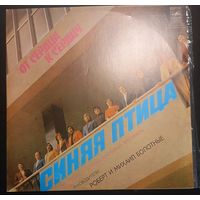 ОТ СЕРДЦА
К СЕРДЦУ
СИНЯЯ ПТИЦА
РОБЕРТ И МИХАИЛ БОЛОТНЫЕ